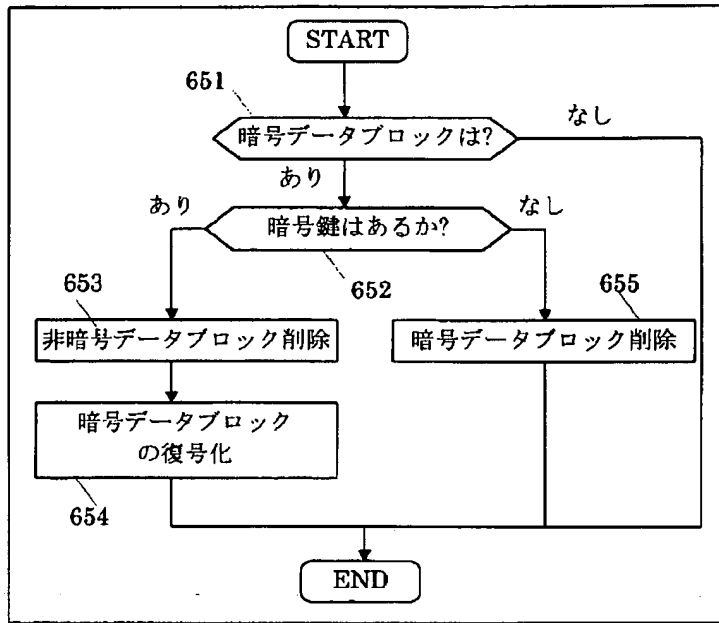 START
651
暗号データブロックは?
なし
あり
あり
暗号鍵はあるか?
なし
652
653
非暗号データブロック削除
655
暗号データブロック削除
暗号データブロック
の復号化
654
END